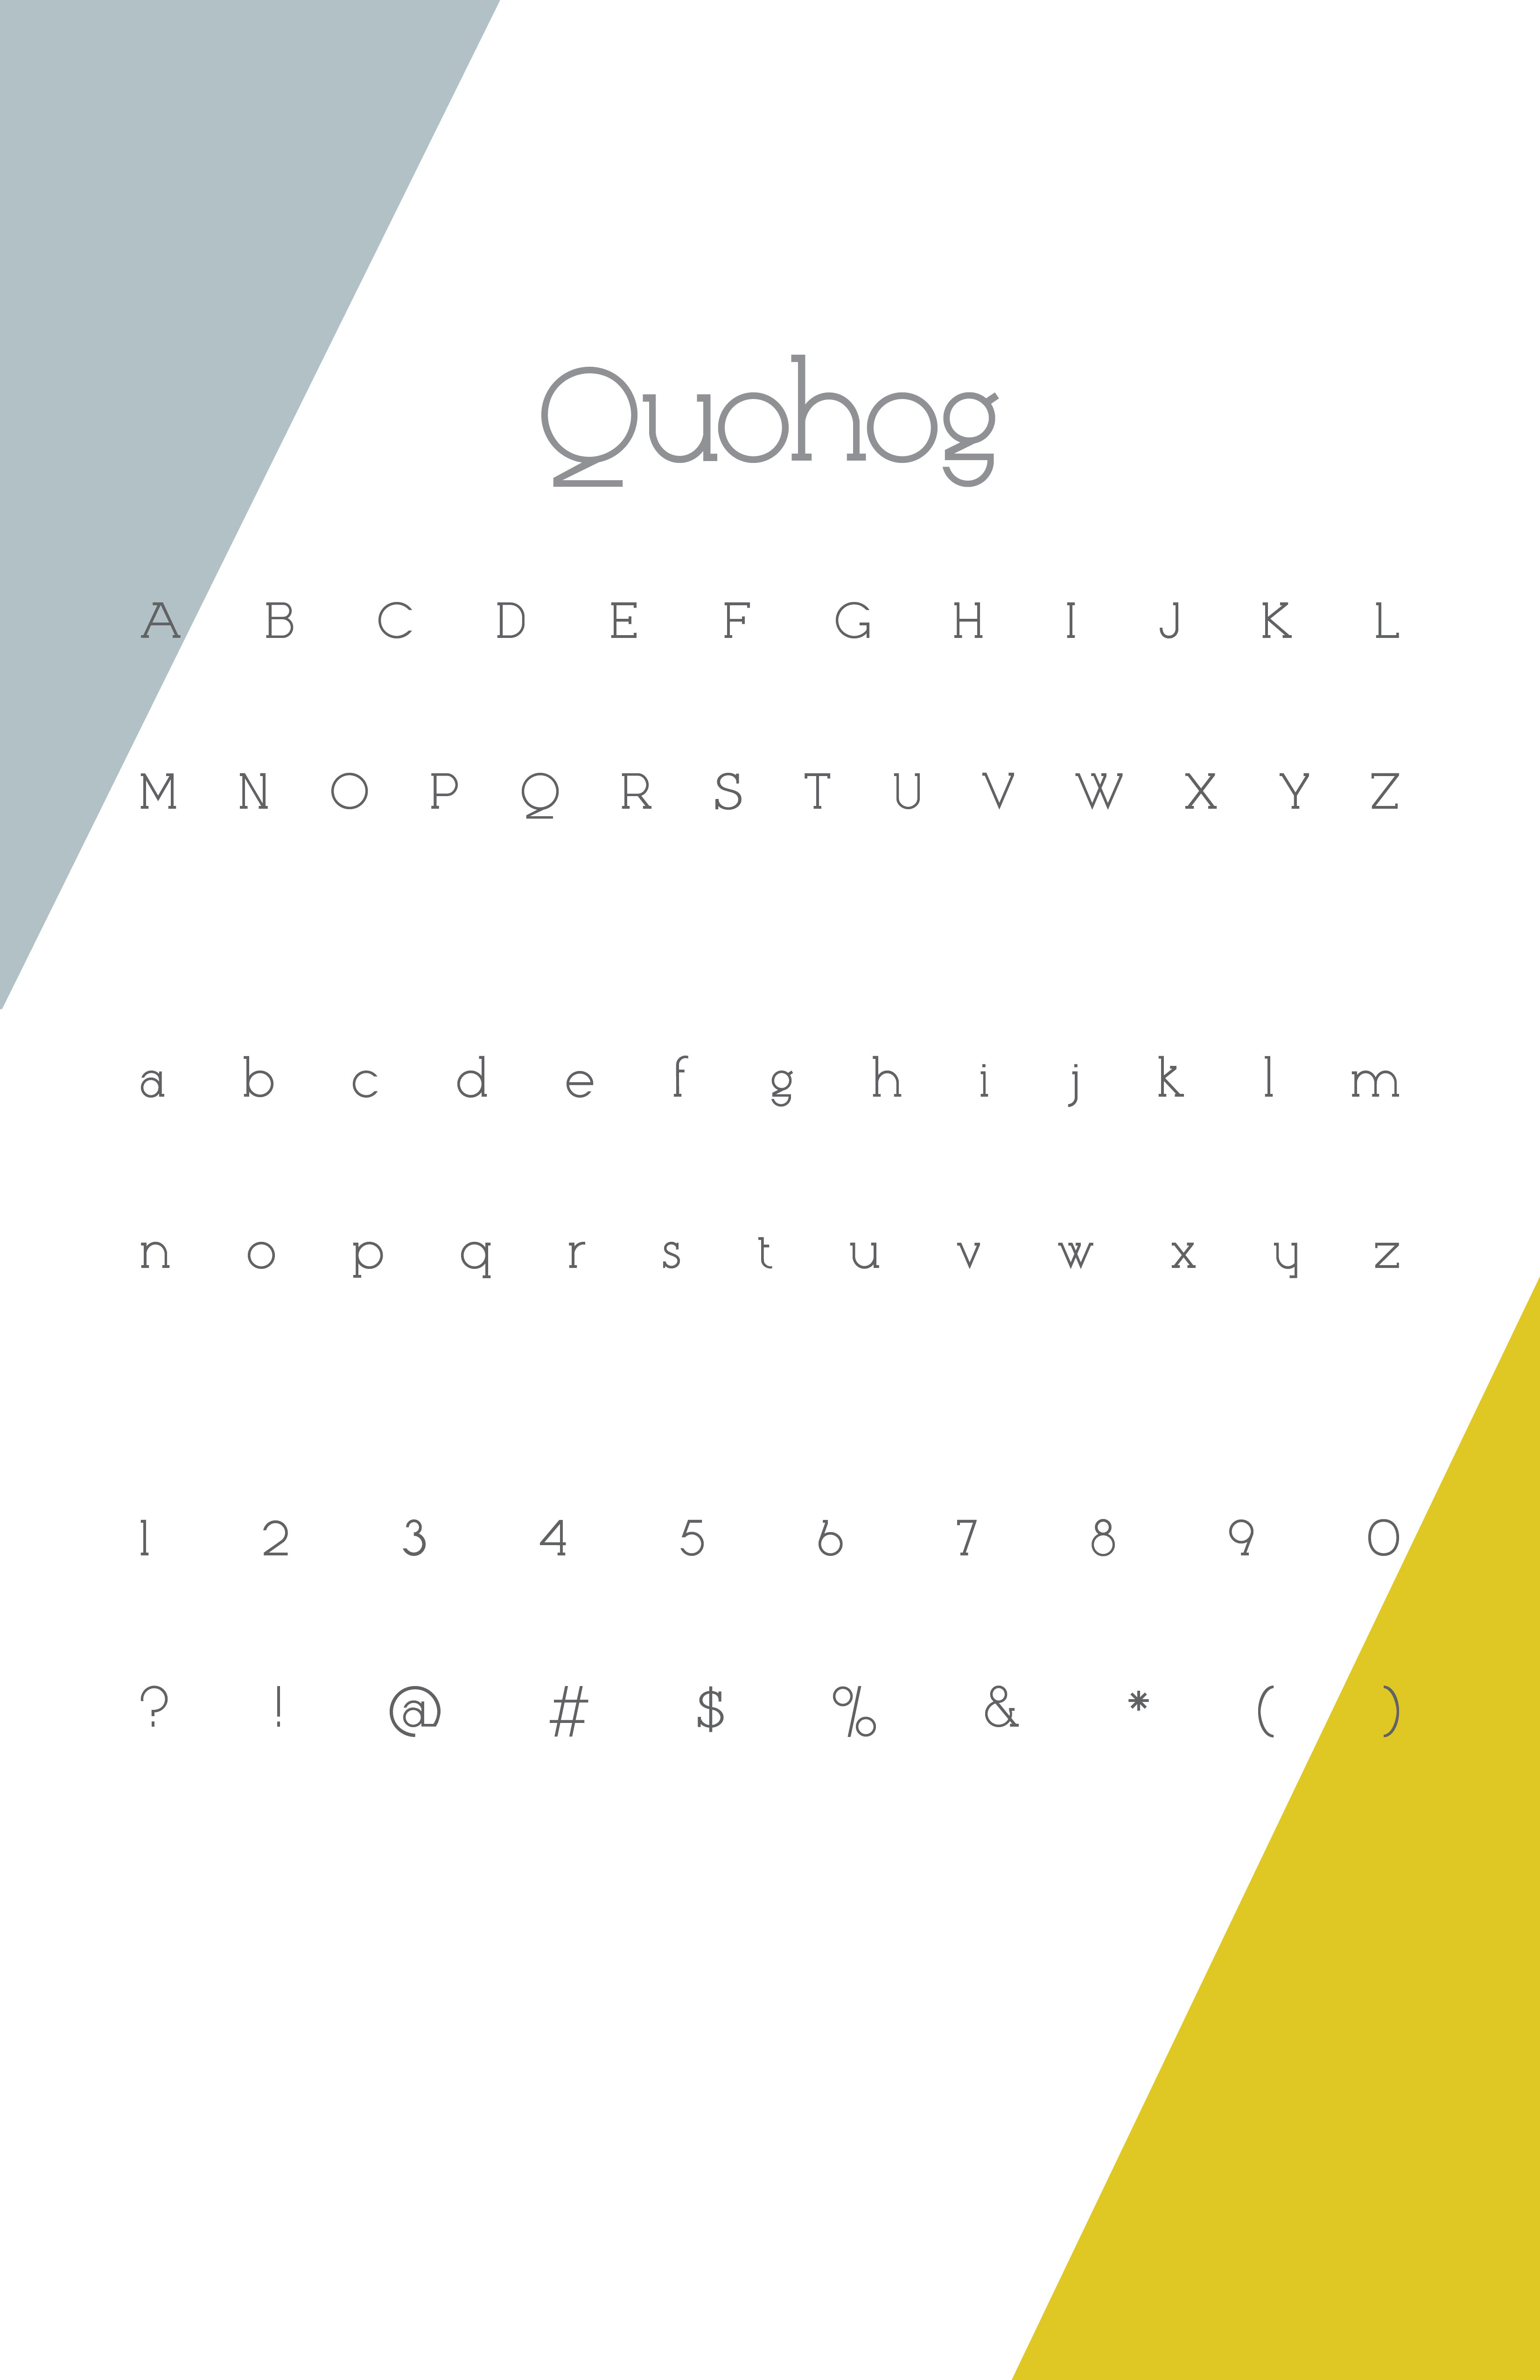 Quohog
A B C D E F G H I J K L
M N O P Q R S T U V W X Y Z
a b c d e f g h i j k l m
n o p q r s t u v w x y z
1 2 3 4 5 6 7 8 9 0
? ! @ # $ % & * ( )